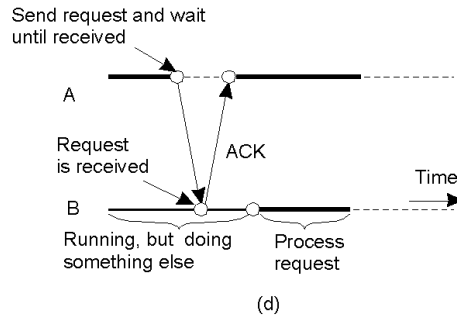 Send request and wait
until received
A
Request
is received
ACK
Time
B
Running, but doing
something else
Process
request
(d)